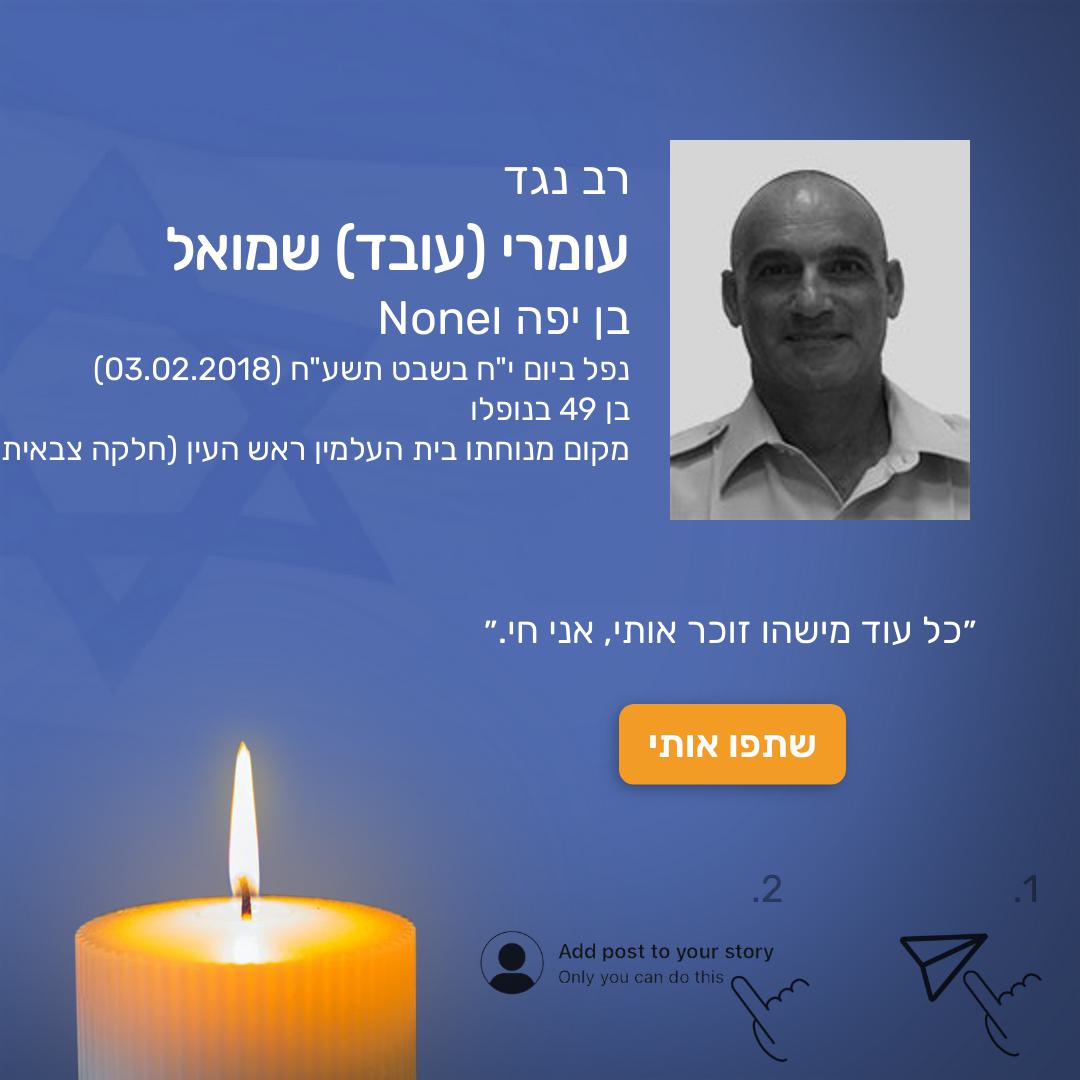 רב נגד
עומרי (עובד) שמואל
בן יפה וNone
נפל ביום י"ח בשבט תשע"ח (03.02.2018)
בן 49 בנופלו
מקום מנוחתו בית העלמין ראש העין (חלקה צבאית
״כל עוד מישהו זוכר אותי, אני חי.״
שתפו אותי
1.
2.
Add post to your story
Only you can do this